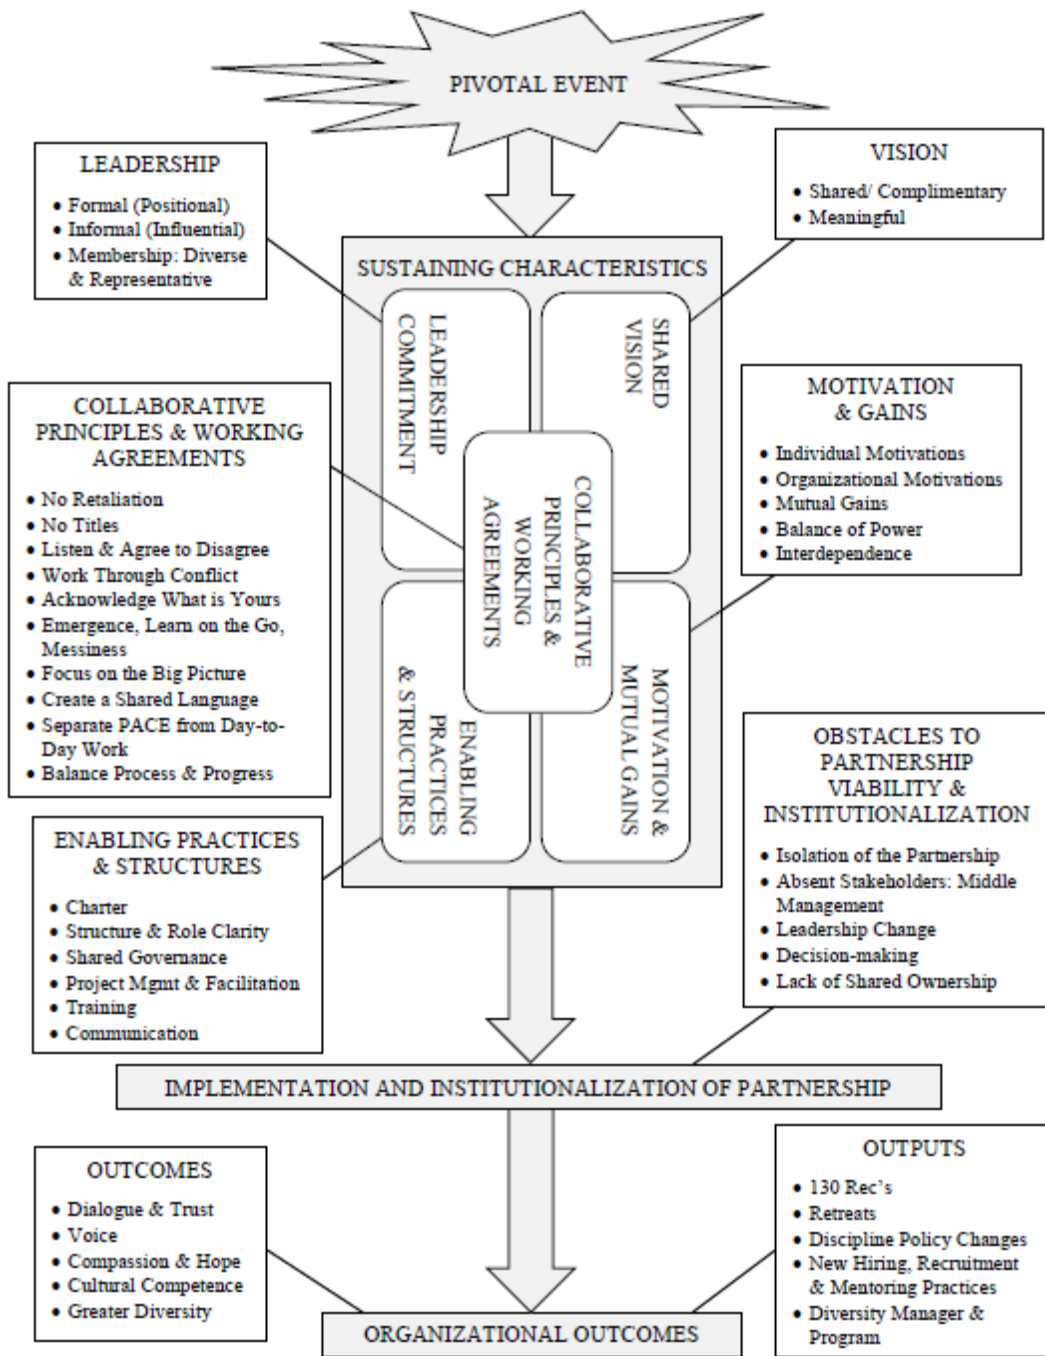 PIVOTAL EVENT
LEADERSHIP
• Formal (Positional)
• Informal (Influential)
• Membership: Diverse
& Representative
VISION
• Shared/ Complimentary
• Meaningful
SUSTAINING CHARACTERISTICS
LEADERSHIP
COMMITMENT
SHARED
VISION
COLLABORATIVE
PRINCIPLES &
WORKING
AGREEMENTS
ENABLING
PRACTICES
& STRUCTURES
MOTIVATION &
MUTUAL GAINS
COLLABORATIVE
PRINCIPLES & WORKING
AGREEMENTS
• No Retaliation
• No Titles
• Listen & Agree to Disagree
• Work Through Conflict
• Acknowledge What is Yours
• Emergence, Learn on the Go,
Messiness
• Focus on the Big Picture
• Create a Shared Language
• Separate PACE from Day-to-
Day Work
• Balance Process & Progress
MOTIVATION
& GAINS
• Individual Motivations
• Organizational Motivations
• Mutual Gains
• Balance of Power
• Interdependence
ENABLING PRACTICES
& STRUCTURES
• Charter
• Structure & Role Clarity
• Shared Governance
• Project Mgmt & Facilitation
• Training
• Communication
OBSTACLES TO
PARTNERSHIP
VIABILITY &
INSTITUTIONALIZATION
• Isolation of the Partnership
• Absent Stakeholders: Middle
Management
• Leadership Change
• Decision-making
• Lack of Shared Ownership
IMPLEMENTATION AND INSTITUTIONALIZATION OF PARTNERSHIP
OUTCOMES
• Dialogue & Trust
• Voice
• Compassion & Hope
• Cultural Competence
• Greater Diversity
OUTPUTS
• 130 Rec’s
• Retreats
• Discipline Policy Changes
• New Hiring, Recruitment
& Mentoring Practices
• Diversity Manager &
Program
ORGANIZATIONAL OUTCOMES